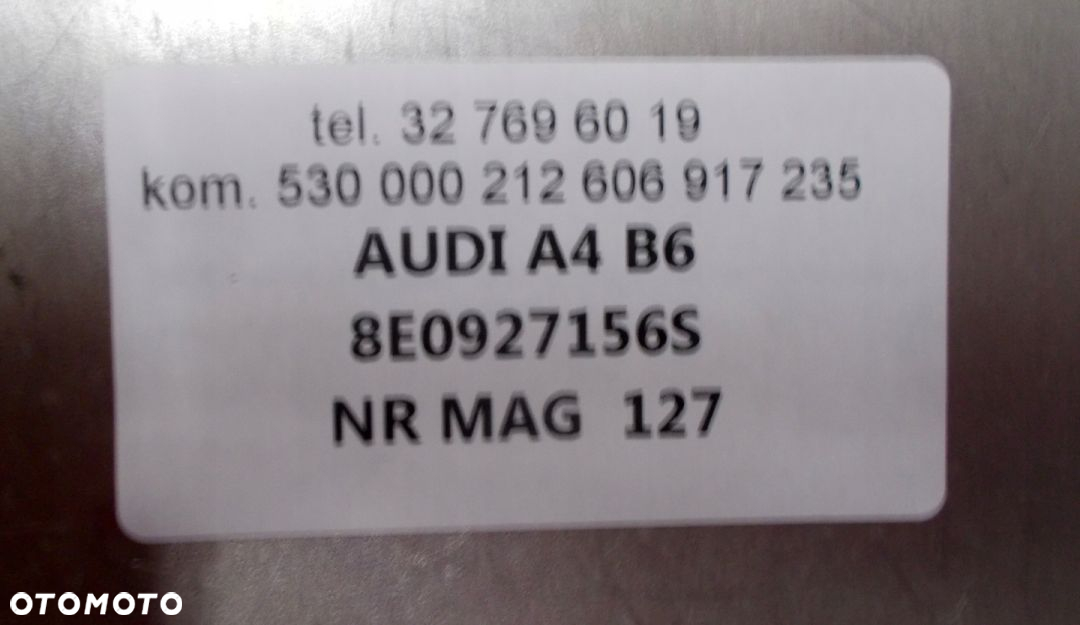 tel. 32 769 60 19
kom. 530 000 212 606 917 235
AUDI A4 B6
8E0927156S
NR MAG 127
OTOMOTO